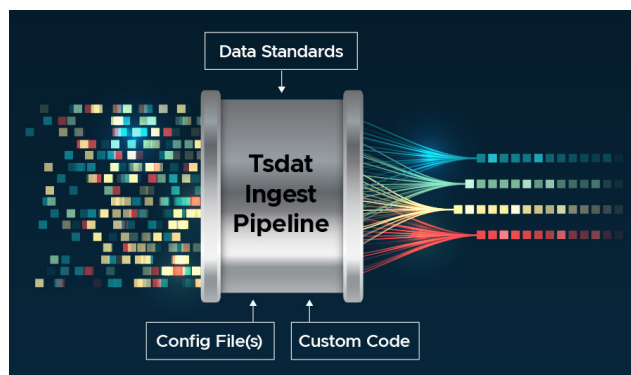 Data Standards
Tsdat
Ingest
Pipeline
Config File(s)
Custom Code